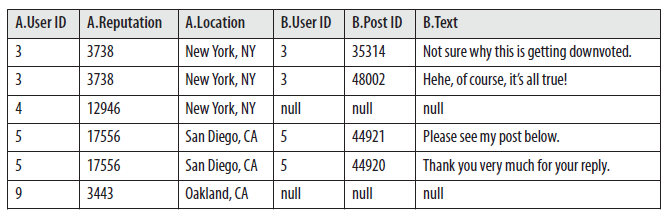 A.User ID A.Reputation A.Location B.User ID B.Post ID B.Text
3 3738 New York, NY 3 35314 Not sure why this is getting downvoted.
3 3738 New York, NY 3 48002 Hehe, of course, it's all true!
4 12946 New York, NY null null null
5 17556 San Diego, CA 5 44921 Please see my post below.
5 17556 San Diego, CA 5 44920 Thank you very much for your reply.
9 3443 Oakland, CA null null null